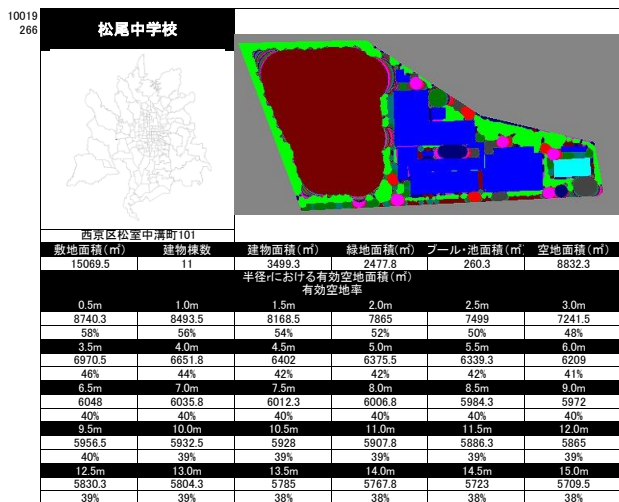 10019
266
松尾中学校
西京区松室中溝町101
敷地面積(㎡) 建物棟数 建物面積(㎡) 緑地面積(㎡) プール・池面積(㎡) 空地面積(㎡)
15069.5 11 3499.3 2477.8 260.3 8832.3
半径rにおける有効空地面積(㎡)
有効空地率
0.5m 1.0m 1.5m 2.0m 2.5m 3.0m
8740.3 8493.5 8168.5 7865 7499 7241.5
58% 56% 54% 52% 50% 48%
3.5m 4.0m 4.5m 5.0m 5.5m 6.0m
6970.5 6651.8 6402 6375.5 6339.3 6209
46% 44% 42% 42% 42% 41%
6.5m 7.0m 7.5m 8.0m 8.5m 9.0m
6048 6035.8 6012.3 6006.8 5984.3 5972
40% 40% 40% 40% 40% 40%
9.5m 10.0m 10.5m 11.0m 11.5m 12.0m
5956.5 5932.5 5928 5907.8 5886.3 5865
40% 39% 39% 39% 39% 39%
12.5m 13.0m 13.5m 14.0m 14.5m 15.0m
5830.3 5804.3 5785 5767.8 5723 5709.5
39% 39% 38% 38% 38% 38%